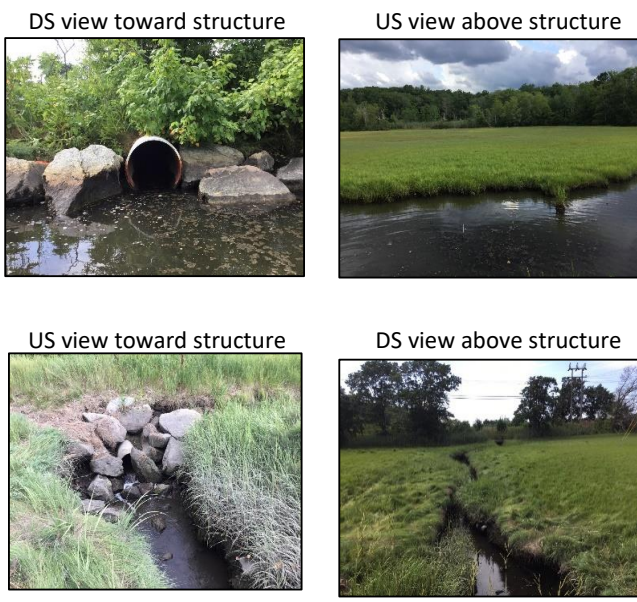 DS view toward structure
US view above structure
US view toward structure
DS view above structure